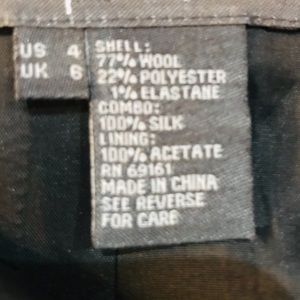 US 4
UK 6
SHELL:
77% WOOL
22% POLYESTER
1% ELASTANE
COMBO:
100% SILK
LINING:
100% ACETATE
RN 69161
MADE IN CHINA
SEE REVERSE
FOR CARE